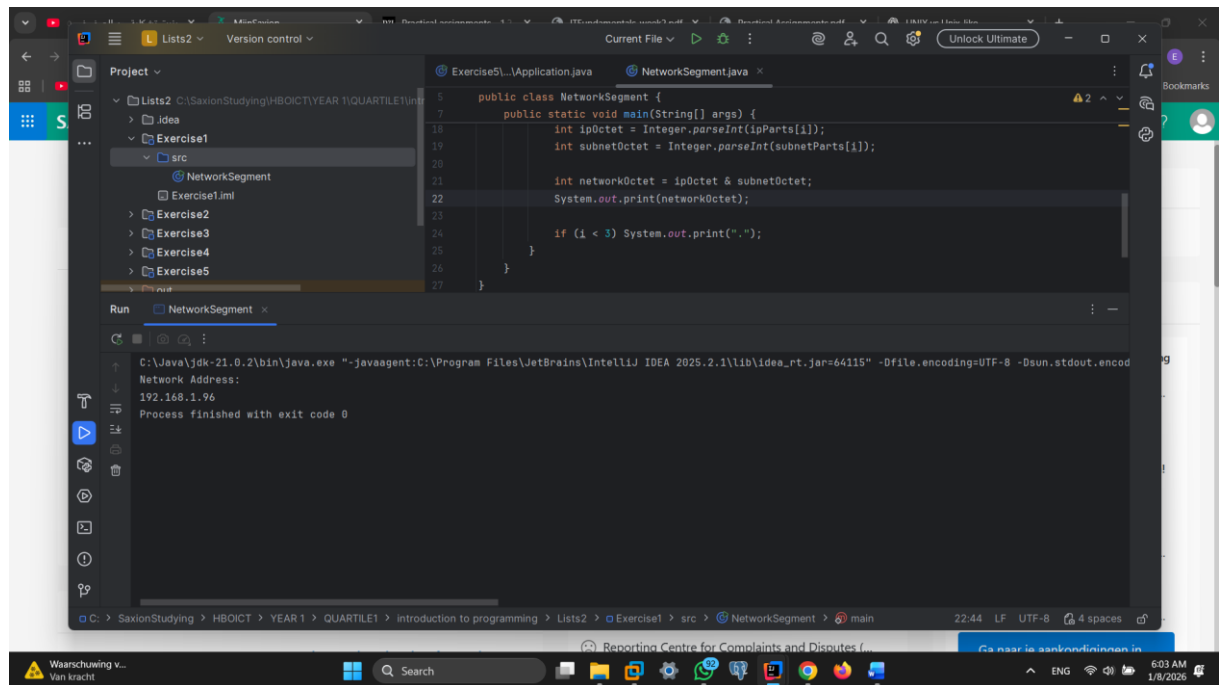 Lists2
Version control
Current File
Unlock Ultimate
Project
Exercise5\...\Application.java
NetworkSegment.java
Bookmarks
Lists2 C:\SaxionStudying\HBOICT\YEAR 1\QUARTILE1\intr
.idea
Exercise1
src
NetworkSegment
Exercise1.iml
Exercise2
Exercise3
Exercise4
Exercise5
out
5 public class NetworkSegment {
2
7 public static void main(String[] args) {
18 int ipOctet = Integer.parseInt(ipParts[i]);
19 int subnetOctet = Integer.parseInt(subnetParts[i]);
20
21 int networkOctet = ipOctet & subnetOctet;
22 System.out.print(networkOctet);
23
24 if (i < 3) System.out.print(".");
25 }
26 }
27 }
Run
NetworkSegment
C:\Java\jdk-21.0.2\bin\java.exe "-javaagent:C:\Program Files\JetBrains\IntelliJ IDEA 2025.2.1\lib\idea_rt.jar=64115" -Dfile.encoding=UTF-8 -Dsun.stdout.encod
Network Address:
192.168.1.96
Process finished with exit code 0
C: > SaxionStudying > HBOICT > YEAR 1 > QUARTILE1 > introduction to programming > Lists2 > Exercise1 > src > NetworkSegment > main
22:44 LF UTF-8 4 spaces
Reporting Centre for Complaints and Disputes (...
Waarschuwing v...
Van kracht
Search
ENG
6:03 AM
1/8/2026